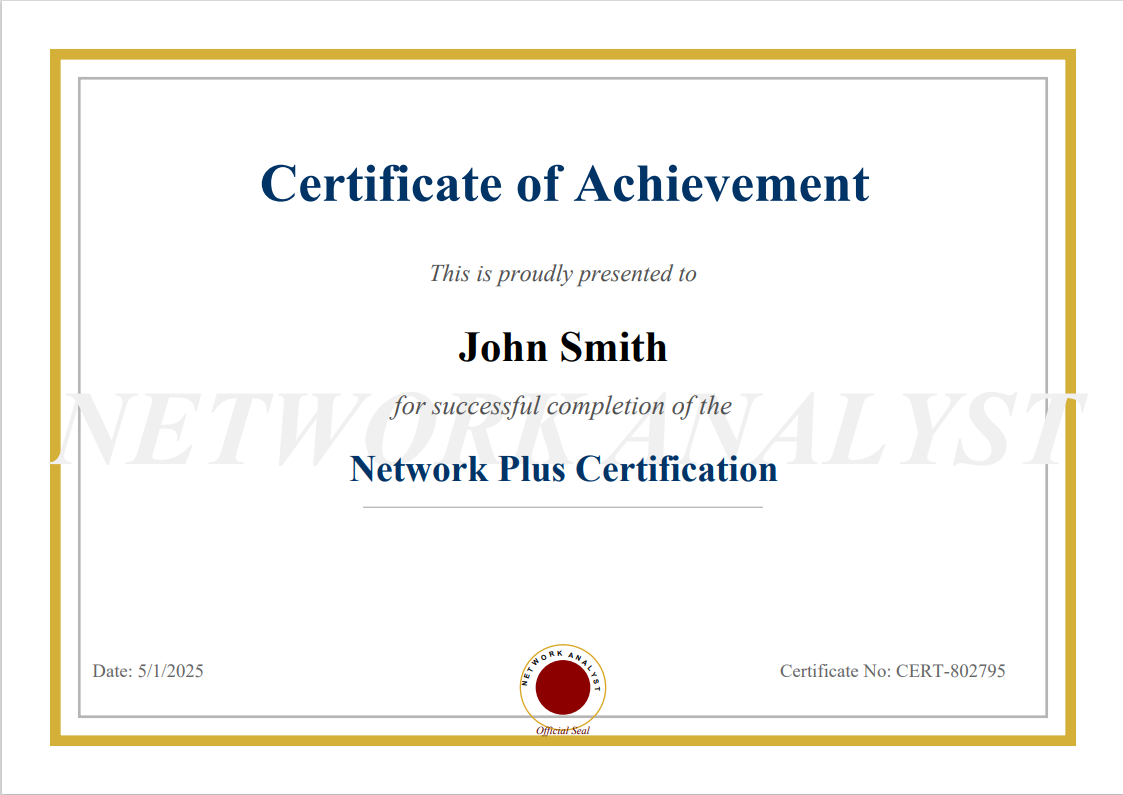 Certificate of Achievement
This is proudly presented to
John Smith
NETWORK ANALYST
for successful completion of the
Network Plus Certification
Date: 5/1/2025
NETWORK ANALYST
Official Seal
Certificate No: CERT-802795